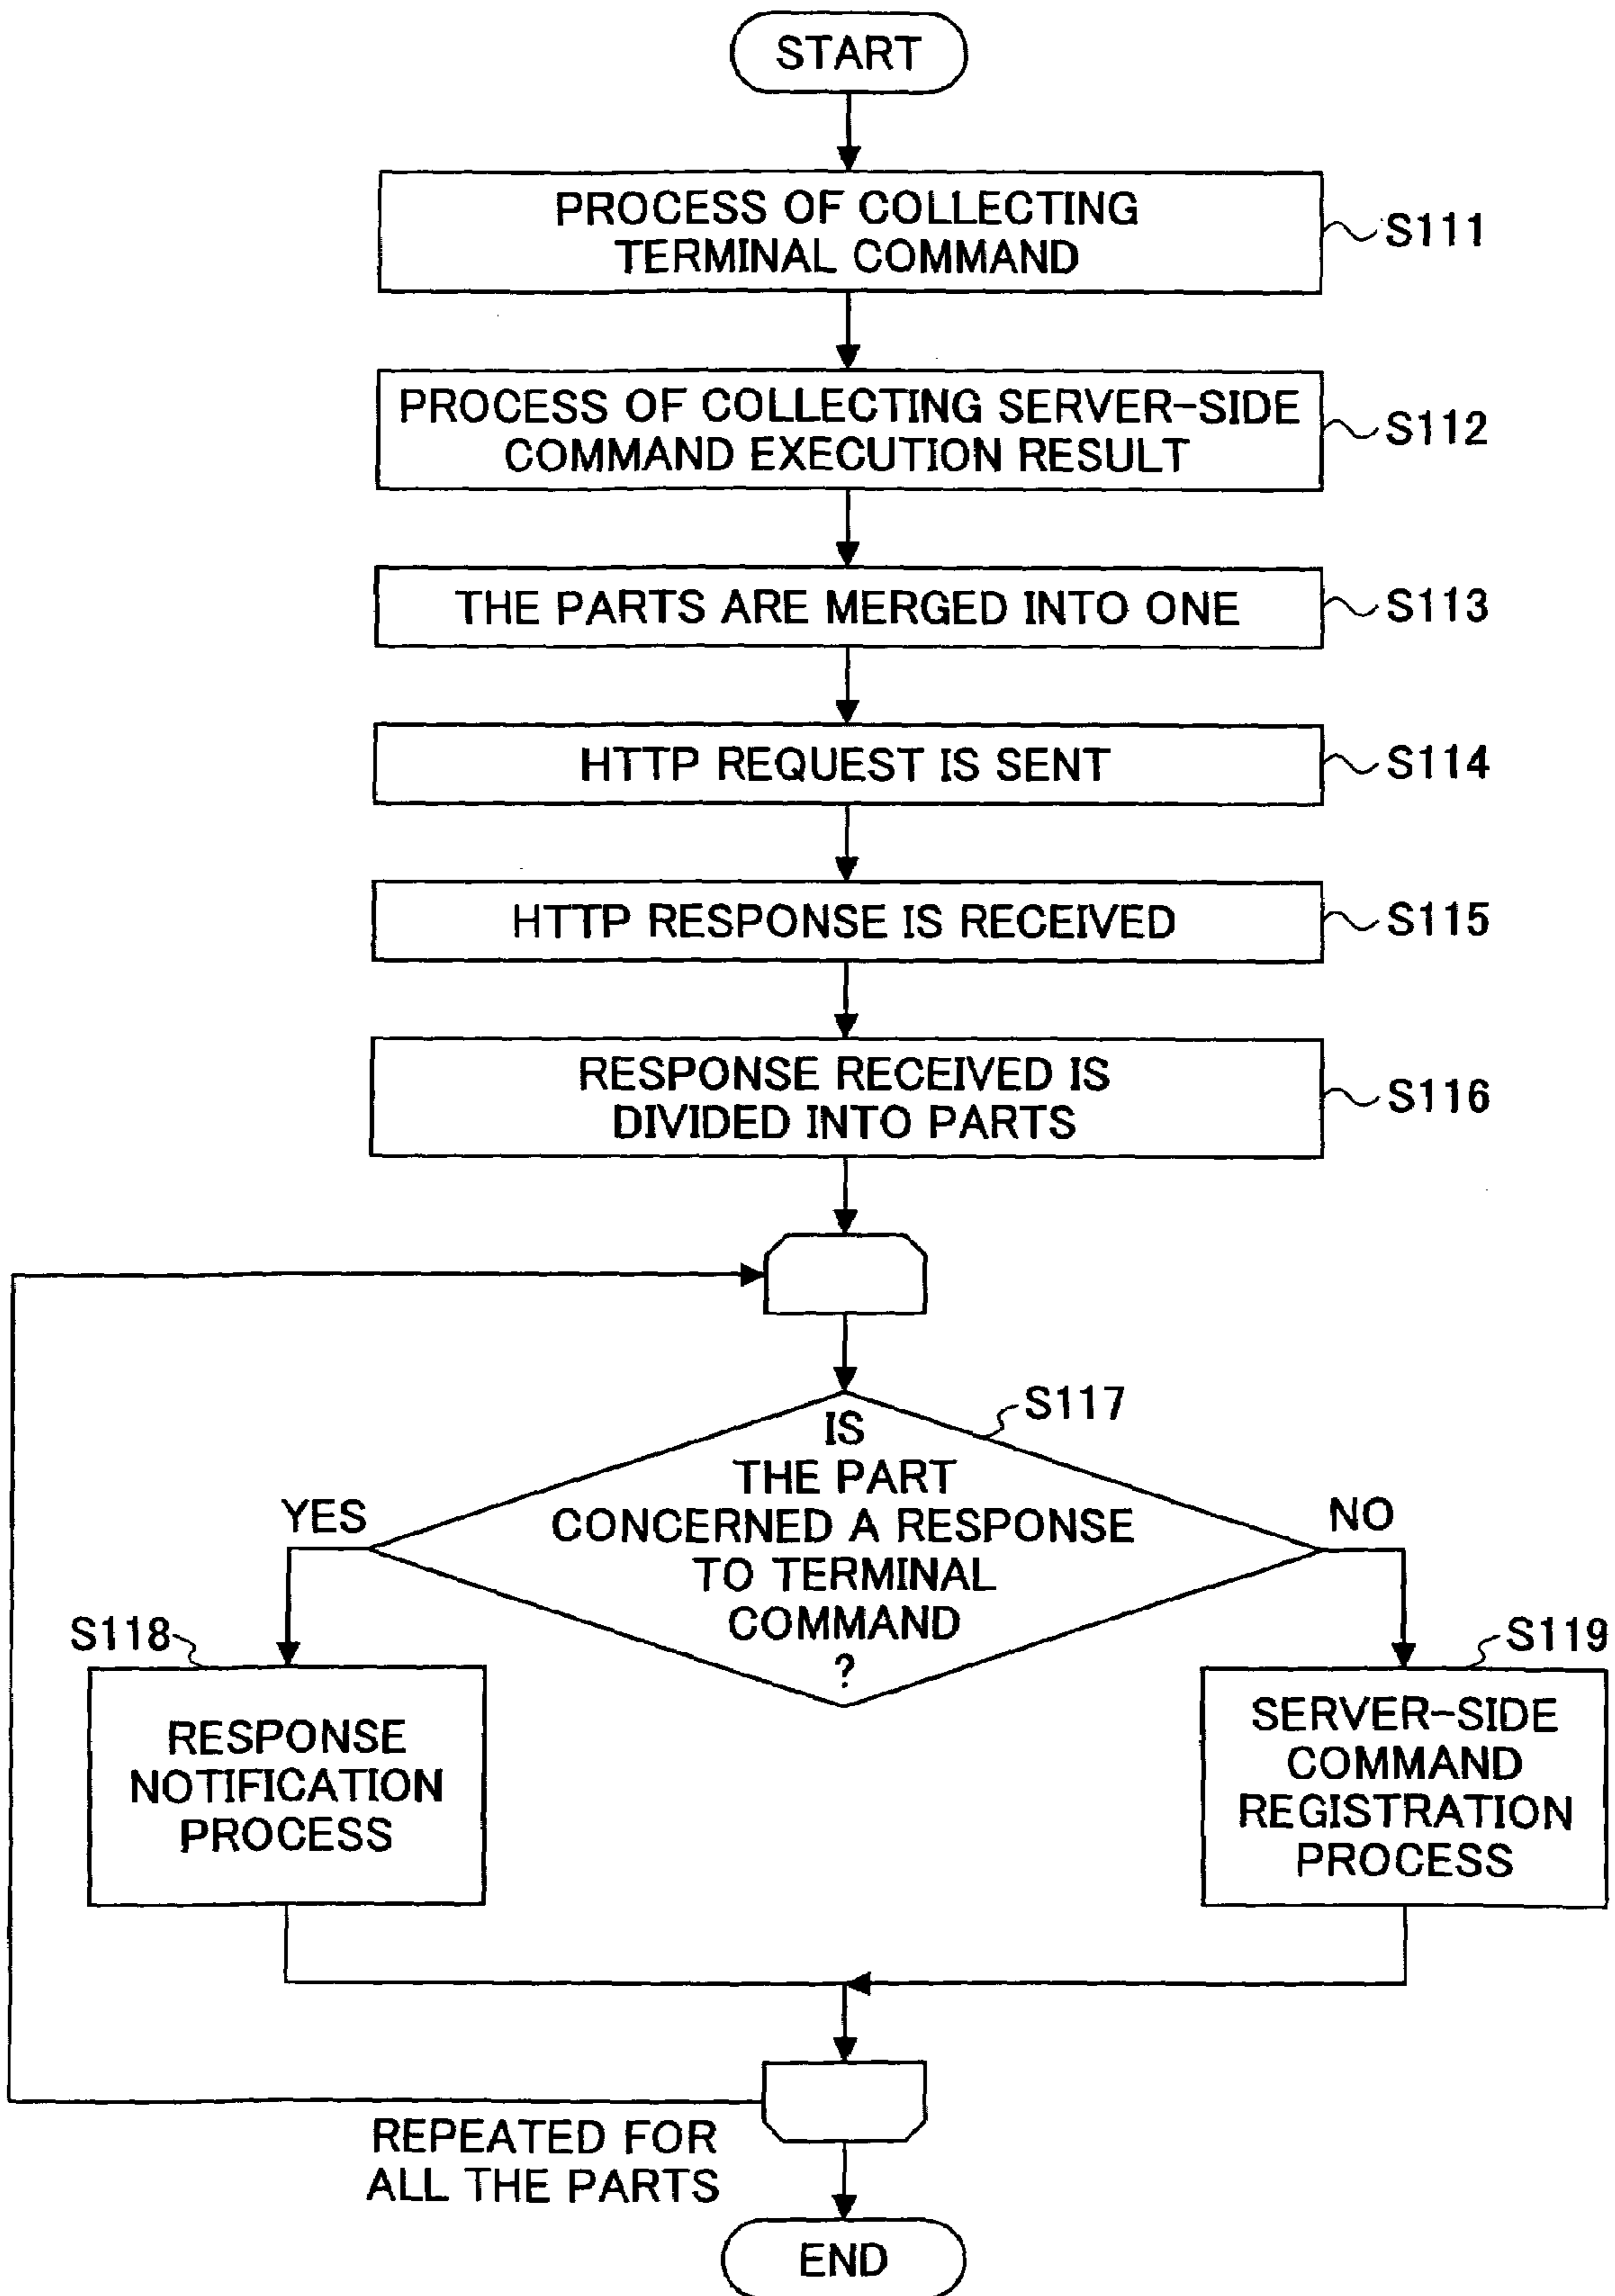 START
PROCESS OF COLLECTING
TERMINAL COMMAND
S111
PROCESS OF COLLECTING SERVER-SIDE
COMMAND EXECUTION RESULT
S112
THE PARTS ARE MERGED INTO ONE
S113
HTTP REQUEST IS SENT
S114
HTTP RESPONSE IS RECEIVED
S115
RESPONSE RECEIVED IS
DIVIDED INTO PARTS
S116
S117
IS
THE PART
CONCERNED A RESPONSE
TO TERMINAL
COMMAND
?
YES
NO
S118
RESPONSE
NOTIFICATION
PROCESS
S119
SERVER-SIDE
COMMAND
REGISTRATION
PROCESS
REPEATED FOR
ALL THE PARTS
END